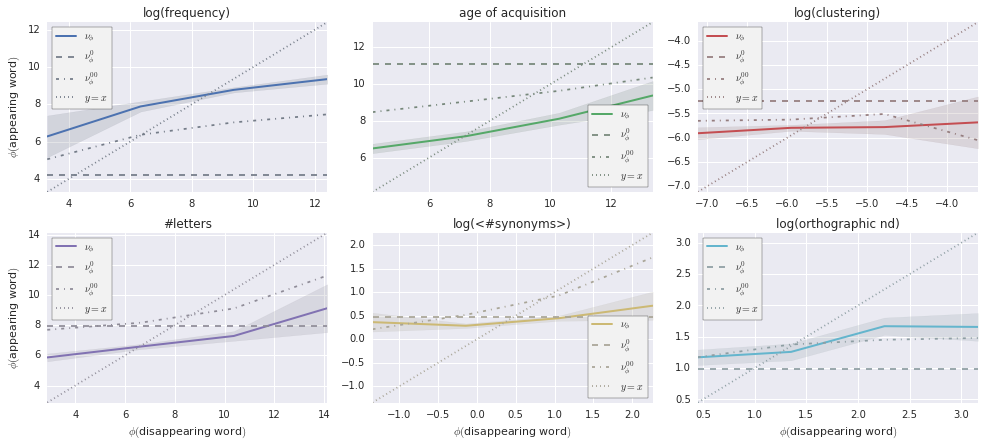 log(frequency)
12
10
8
6
4
4
6
8
10
12
ϕ(appearing word)
ν_ϕ
ν_ϕ^0
ν_ϕ^00
y = x
age of acquisition
12
10
8
6
6
8
10
12
ν_ϕ
ν_ϕ^0
ν_ϕ^00
y = x
log(clustering)
−4.0
−4.5
−5.0
−5.5
−6.0
−6.5
−7.0
−7.0
−6.5
−6.0
−5.5
−5.0
−4.5
−4.0
ν_ϕ
ν_ϕ^0
ν_ϕ^00
y = x
#letters
14
12
10
8
6
4
4
6
8
10
12
14
ϕ(appearing word)
ϕ(disappearing word)
ν_ϕ
ν_ϕ^0
ν_ϕ^00
y = x
log(<#synonyms>)
2.0
1.5
1.0
0.5
0.0
−0.5
−1.0
−1.0
−0.5
0.0
0.5
1.0
1.5
2.0
ϕ(disappearing word)
ν_ϕ
ν_ϕ^0
ν_ϕ^00
y = x
log(orthographic nd)
3.0
2.5
2.0
1.5
1.0
0.5
0.5
1.0
1.5
2.0
2.5
3.0
ϕ(disappearing word)
ν_ϕ
ν_ϕ^0
ν_ϕ^00
y = x